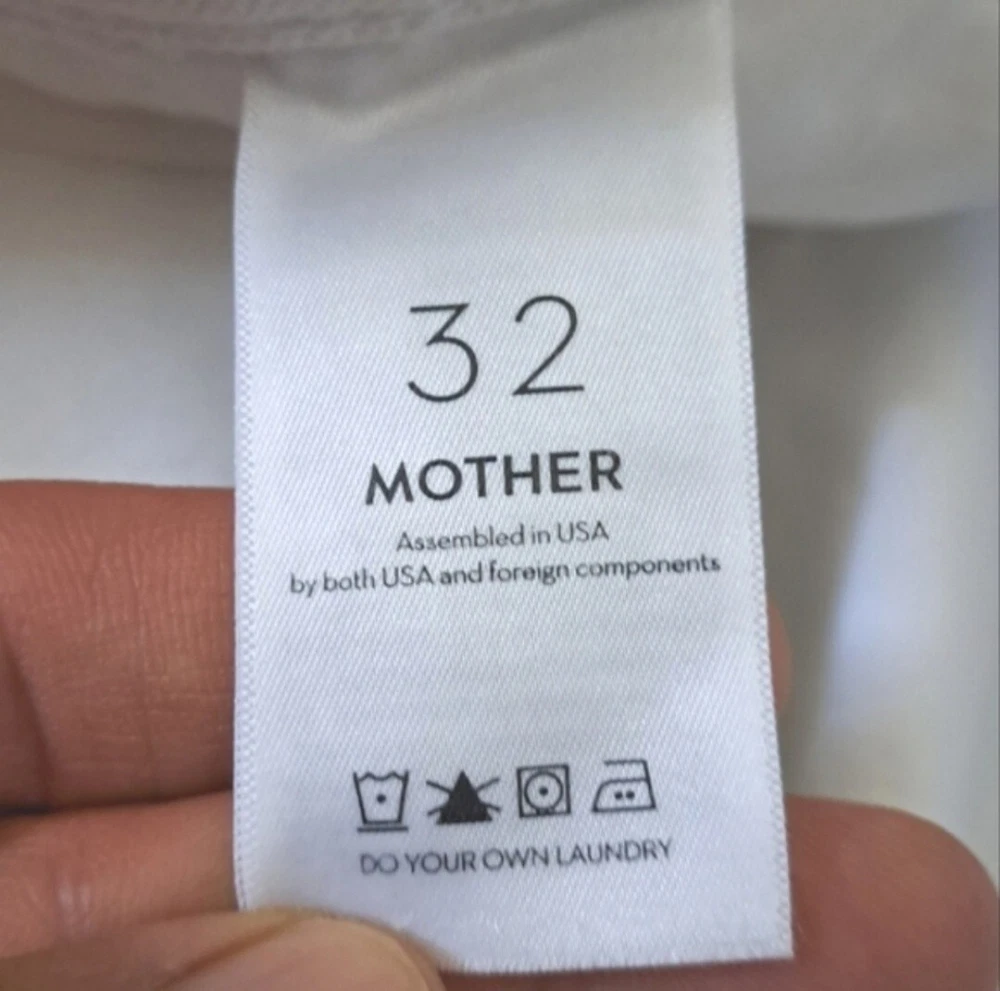 32
MOTHER
Assembled in USA
by both USA and foreign components
DO YOUR OWN LAUNDRY